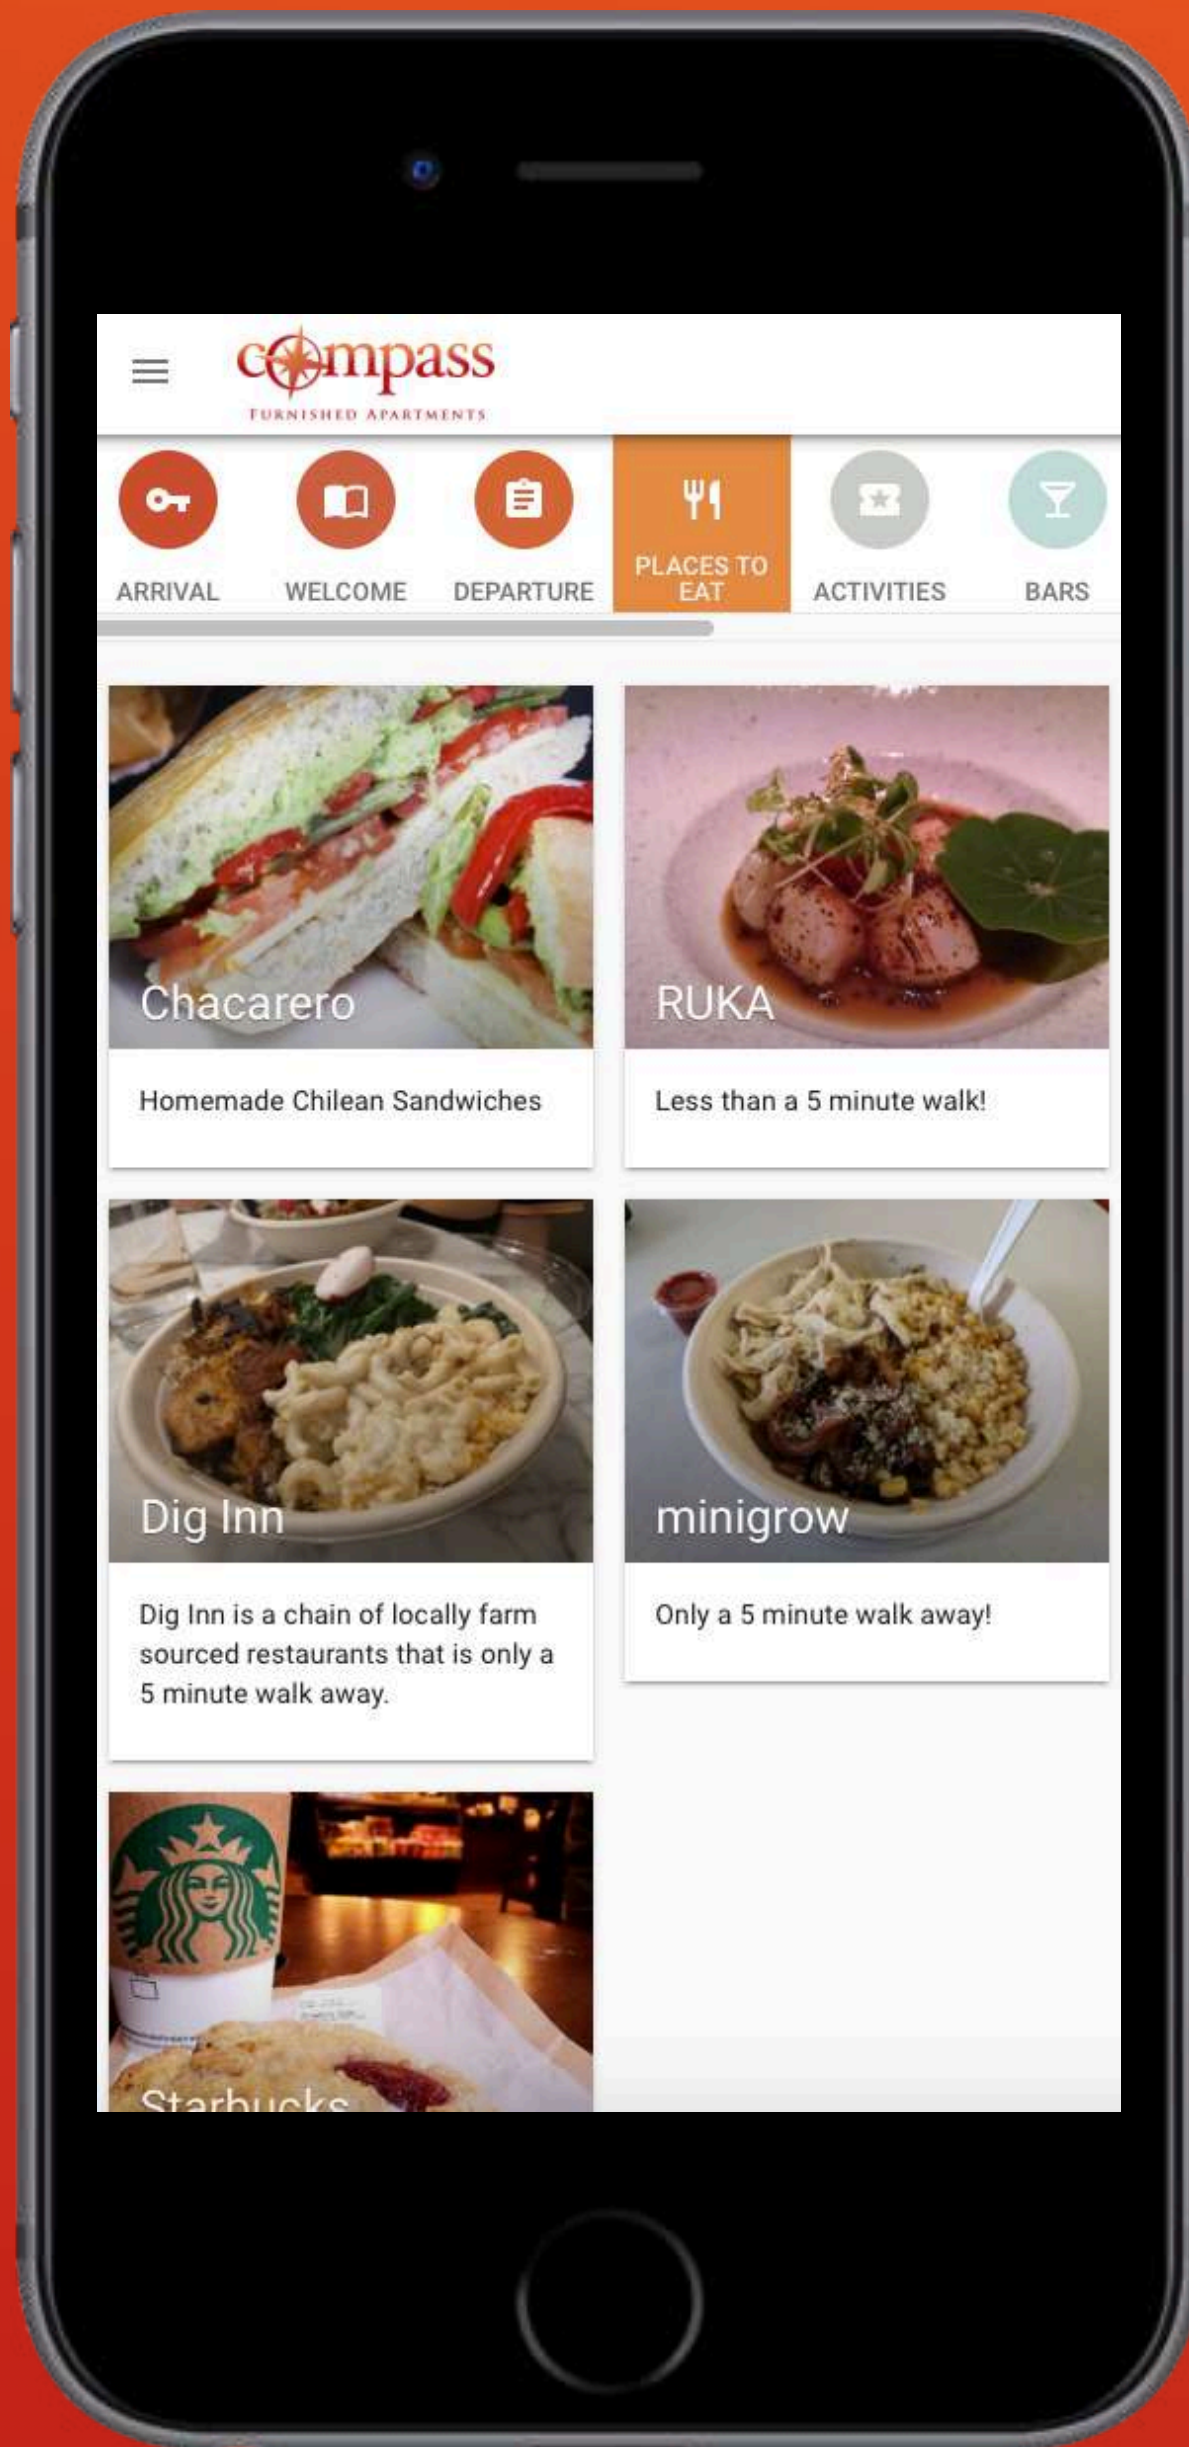 compass
FURNISHED APARTMENTS
ARRIVAL
WELCOME
DEPARTURE
PLACES TO
EAT
ACTIVITIES
BARS
Chacarero
Homemade Chilean Sandwiches
RUKA
Less than a 5 minute walk!
Dig Inn
Dig Inn is a chain of locally farm
sourced restaurants that is only a
5 minute walk away.
minigrow
Only a 5 minute walk away!
Starbucks